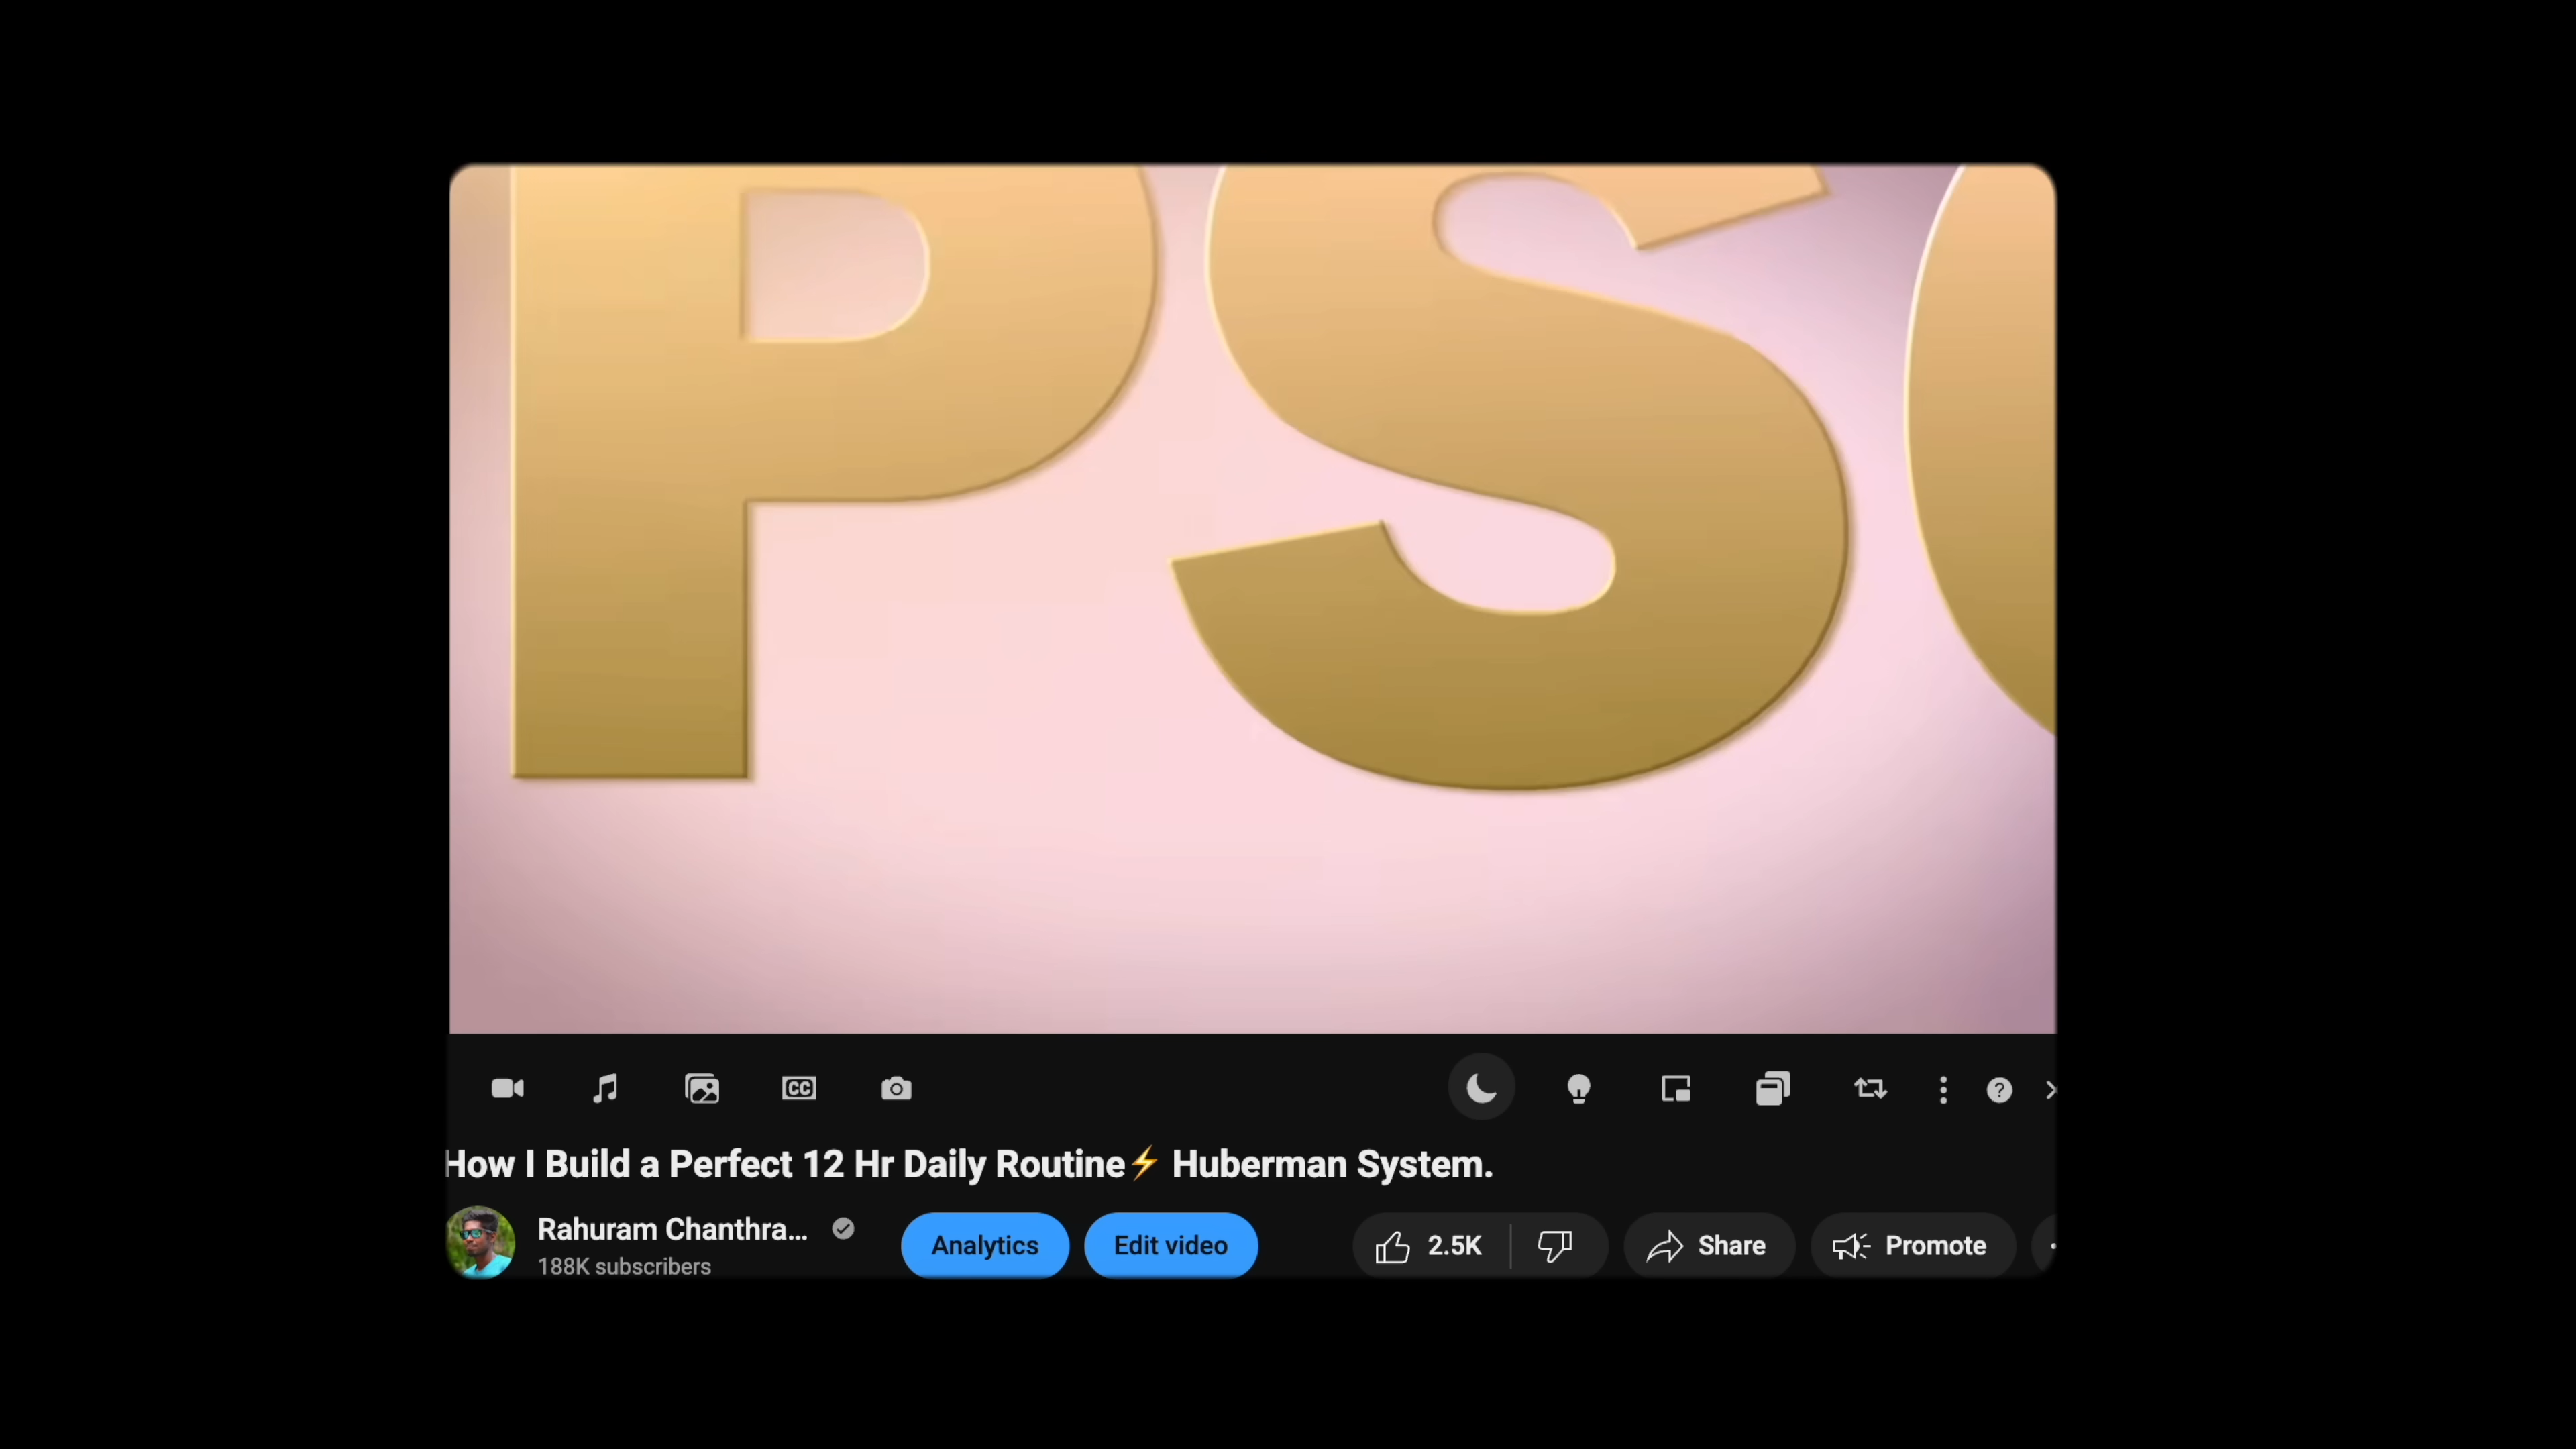 PS
CC
How I Build a Perfect 12 Hr Daily Routine⚡ Huberman System.
Rahuram Chanthra...
188K subscribers
Analytics
Edit video
2.5K
Share
Promote